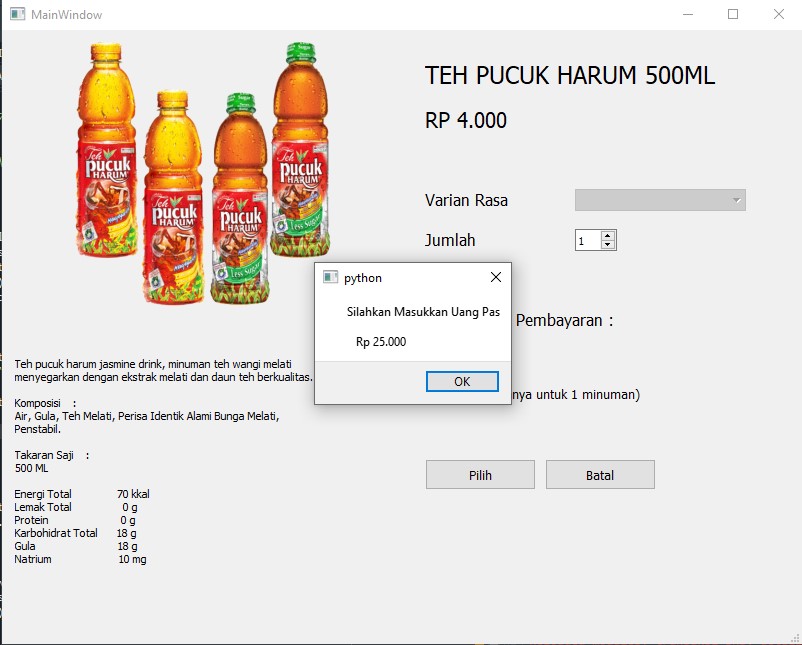 MainWindow
TEH PUCUK HARUM 500ML
RP 4.000
Varian Rasa
Jumlah 1
Teh
Pucuk
HARUM
Teh
Pucuk
HARUM
Teh
Pucuk
HARUM
Less Sugar
Teh
Pucuk
HARUM
Less Sugar
python
Silahkan Masukkan Uang Pas
Rp 25.000
OK
Pembayaran :
nya untuk 1 minuman)
Pilih Batal
Teh pucuk harum jasmine drink, minuman teh wangi melati
menyegarkan dengan ekstrak melati dan daun teh berkualitas.
Komposisi :
Air, Gula, Teh Melati, Perisa Identik Alami Bunga Melati,
Penstabil.
Takaran Saji :
500 ML
Energi Total 70 kkal
Lemak Total 0 g
Protein 0 g
Karbohidrat Total 18 g
Gula 18 g
Natrium 10 mg